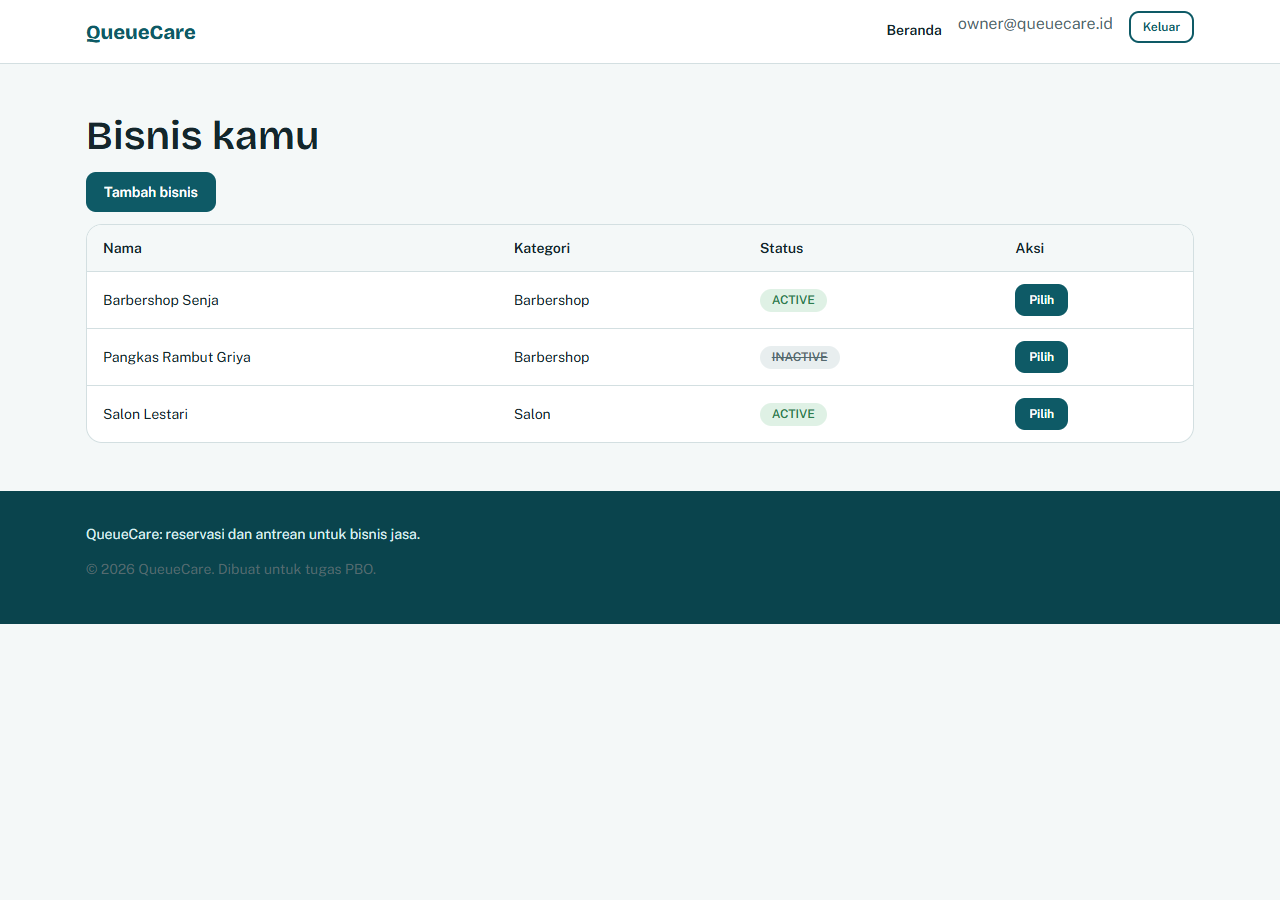 QueueCare
Beranda owner@queuecare.id Keluar
Bisnis kamu
Tambah bisnis
Nama Kategori Status Aksi
Barbershop Senja Barbershop ACTIVE Pilih
Pangkas Rambut Griya Barbershop INACTIVE Pilih
Salon Lestari Salon ACTIVE Pilih
QueueCare: reservasi dan antrean untuk bisnis jasa.
© 2026 QueueCare. Dibuat untuk tugas PBO.